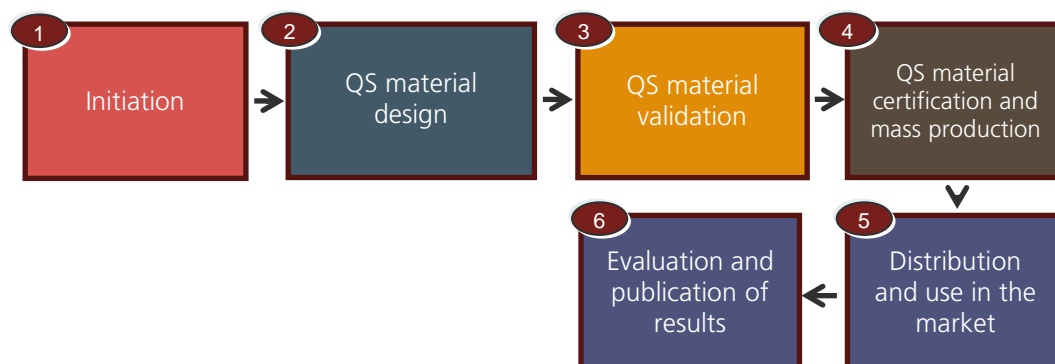 1
Initiation
2
QS material
design
3
QS material
validation
4
QS material
certification and
mass production
5
Distribution
and use in the
market
6
Evaluation and
publication of
results